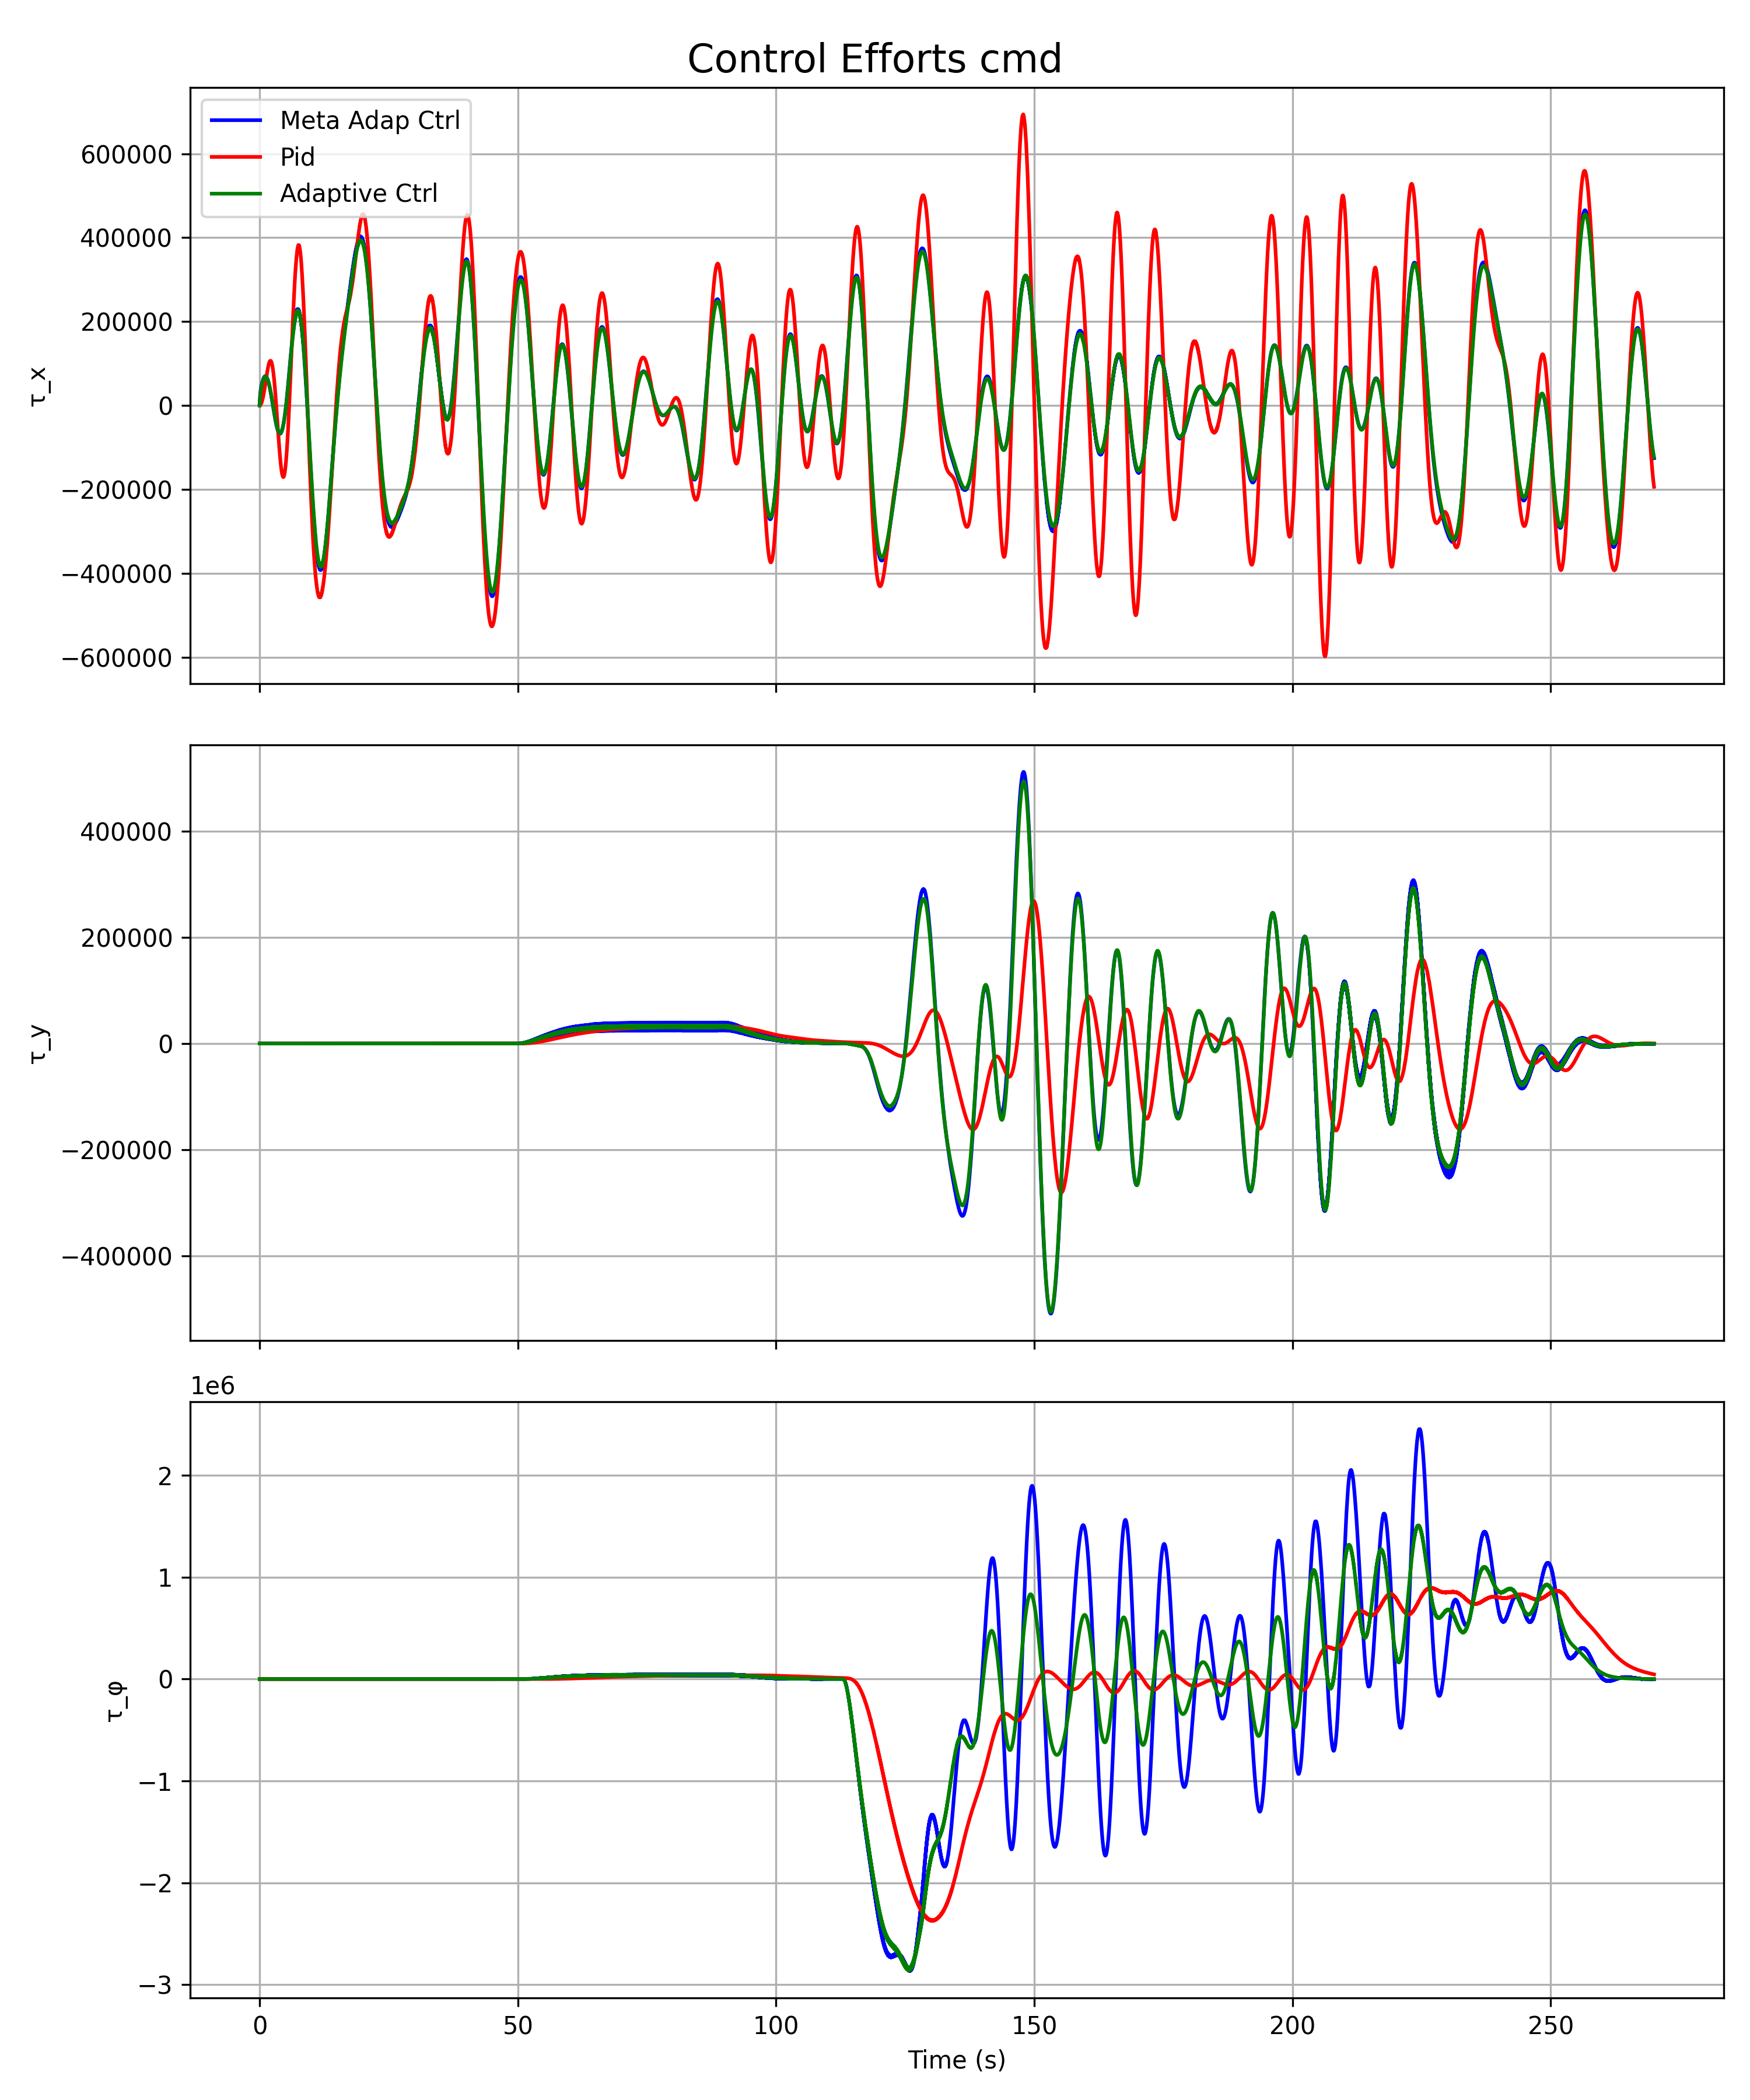 Control Efforts cmd
Meta Adap Ctrl
Pid
Adaptive Ctrl
600000
400000
200000
0
−200000
−400000
−600000
τ_x
400000
200000
0
−200000
−400000
τ_y
1e6
2
1
0
−1
−2
−3
τ_φ
0 50 100 150 200 250
Time (s)